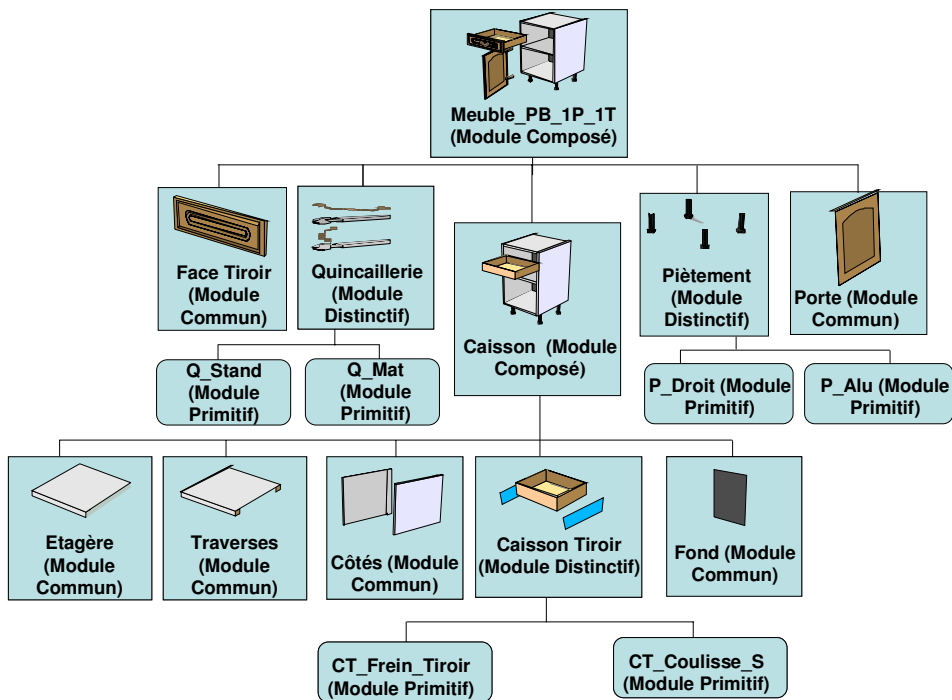 Meuble_PB_1P_1T
(Module Composé)
Face Tiroir
(Module
Commun)
Quincaillerie
(Module
Distinctif)
Caisson (Module
Composé)
Piètement
(Module
Distinctif)
Porte (Module
Commun)
Q_Stand
(Module
Primitif)
Q_Mat
(Module
Primitif)
P_Droit (Module
Primitif)
P_Alu (Module
Primitif)
Etagère
(Module
Commun)
Traverses
(Module
Commun)
Côtés (Module
Commun)
Caisson Tiroir
(Module Distinctif)
Fond (Module
Commun)
CT_Frein_Tiroir
(Module Primitif)
CT_Coulisse_S
(Module Primitif)